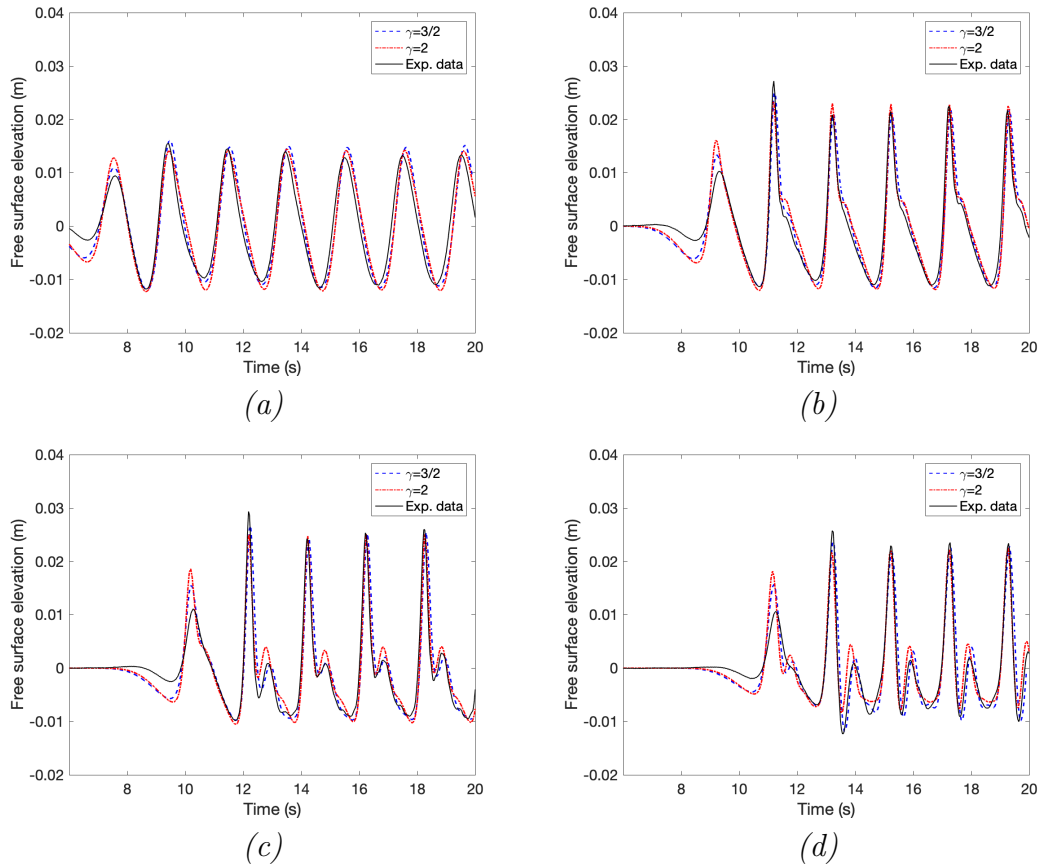 0.04
0.03
0.02
0.01
0
-0.01
-0.02
Free surface elevation (m)
γ=3/2
γ=2
Exp. data
8 10 12 14 16 18 20
Time (s)
(a)
0.04
0.03
0.02
0.01
0
-0.01
-0.02
Free surface elevation (m)
γ=3/2
γ=2
Exp. data
8 10 12 14 16 18 20
Time (s)
(b)
0.04
0.03
0.02
0.01
0
-0.01
-0.02
Free surface elevation (m)
γ=3/2
γ=2
Exp. data
8 10 12 14 16 18 20
Time (s)
(c)
0.04
0.03
0.02
0.01
0
-0.01
-0.02
Free surface elevation (m)
γ=3/2
γ=2
Exp. data
8 10 12 14 16 18 20
Time (s)
(d)